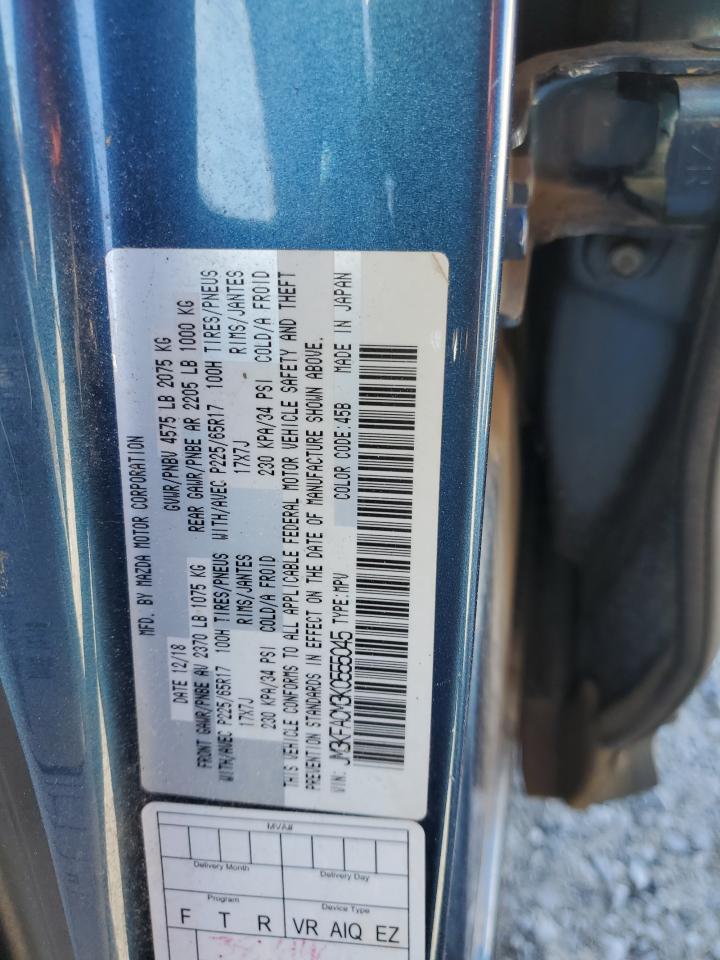 MFD. BY MAZDA MOTOR CORPORATION
DATE 12/18 GVWR/PNBV 4575 LB 2075 KG
FRONT GAWR/PNBE AV 2370 LB 1075 KG REAR GAWR/PNBE AR 2205 LB 1000 KG
WITH/AVEC P225/65R17 100H TIRES/PNEUS WITH/AVEC P225/65R17 100H TIRES/PNEUS
17X7J RIMS/JANTES 17X7J RIMS/JANTES
230 KPA/34 PSI COLD/A FROID 230 KPA/34 PSI COLD/A FROID
THIS VEHICLE CONFORMS TO ALL APPLICABLE FEDERAL MOTOR VEHICLE SAFETY AND THEFT
PREVENTION STANDARDS IN EFFECT ON THE DATE OF MANUFACTURE SHOWN ABOVE.
VIN: JM3KFACM3K0555045 TYPE:MPV COLOR CODE:45B MADE IN JAPAN
MVA#
Delivery Month Delivery Day
Program Device Type
F T R VR AIQ EZ